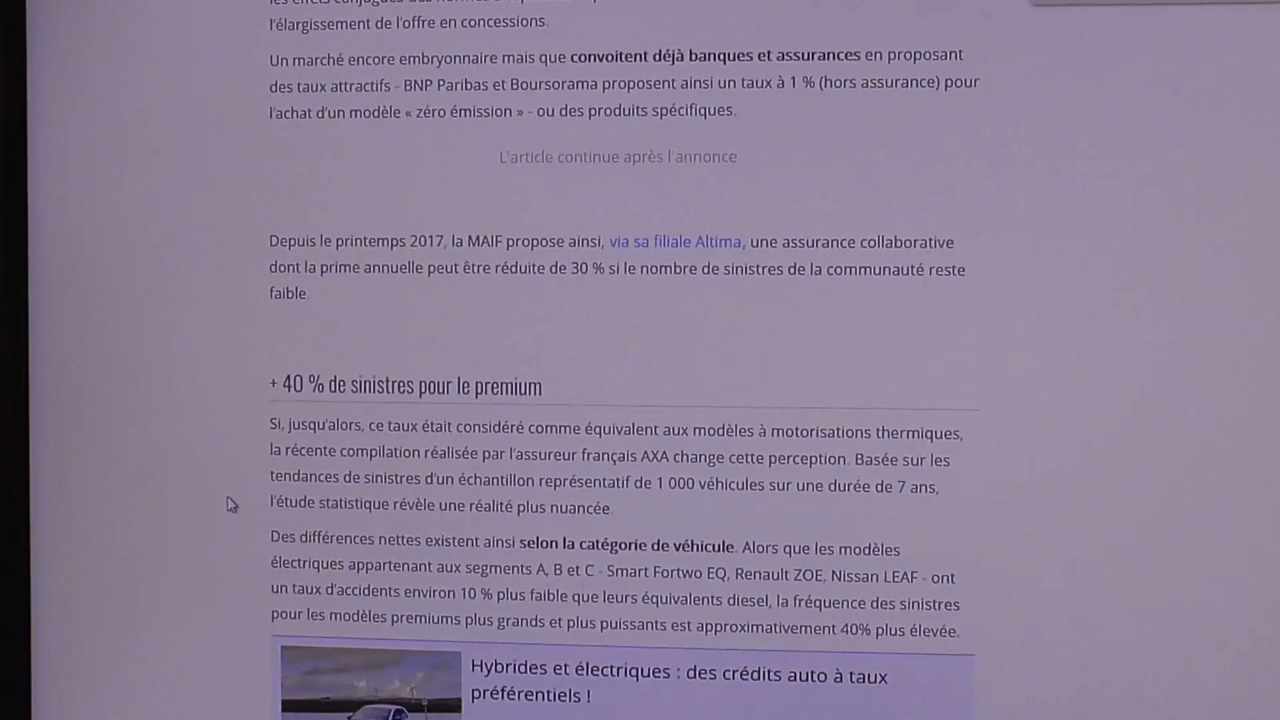 l'élargissement de l'offre en concessions.
Un marché encore embryonnaire mais que convoitent déjà banques et assurances en proposant
des taux attractifs - BNP Paribas et Boursorama proposent ainsi un taux à 1 % (hors assurance) pour
l'achat d'un modèle « zéro émission » - ou des produits spécifiques.
L'article continue après l'annonce
Depuis le printemps 2017, la MAIF propose ainsi, via sa filiale Altima, une assurance collaborative
dont la prime annuelle peut être réduite de 30 % si le nombre de sinistres de la communauté reste
faible.
+ 40 % de sinistres pour le premium
Si, jusqu'alors, ce taux était considéré comme équivalent aux modèles à motorisations thermiques,
la récente compilation réalisée par l'assureur français AXA change cette perception. Basée sur les
tendances de sinistres d'un échantillon représentatif de 1 000 véhicules sur une durée de 7 ans,
l'étude statistique révèle une réalité plus nuancée.
Des différences nettes existent ainsi selon la catégorie de véhicule. Alors que les modèles
électriques appartenant aux segments A, B et C - Smart Fortwo EQ, Renault ZOE, Nissan LEAF - ont
un taux d'accidents environ 10 % plus faible que leurs équivalents diesel, la fréquence des sinistres
pour les modèles premiums plus grands et plus puissants est approximativement 40% plus élevée.
Hybrides et électriques : des crédits auto à taux
préférentiels !